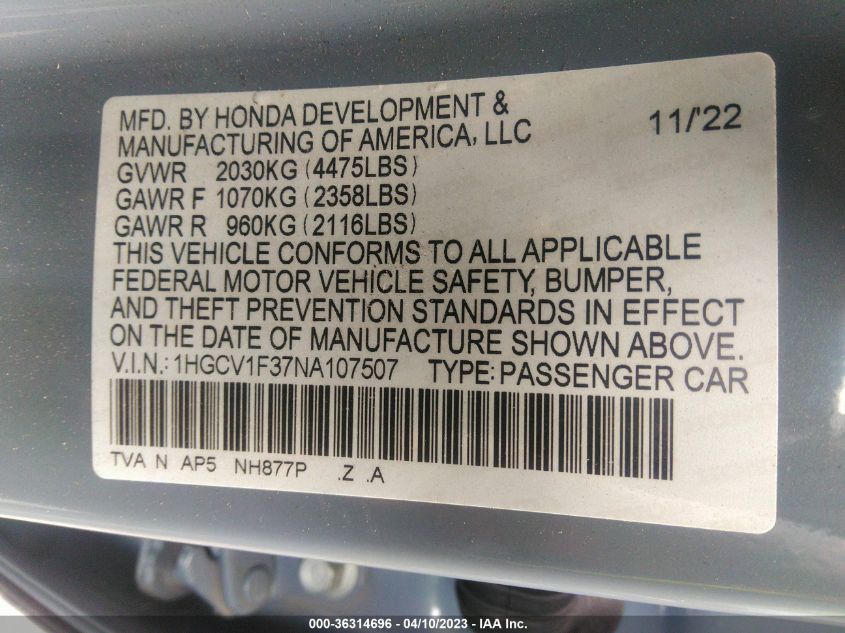 MFD. BY HONDA DEVELOPMENT & 11/'22
MANUFACTURING OF AMERICA, LLC
GVWR 2030KG (4475LBS)
GAWR F 1070KG (2358LBS)
GAWR R 960KG (2116LBS)
THIS VEHICLE CONFORMS TO ALL APPLICABLE
FEDERAL MOTOR VEHICLE SAFETY, BUMPER,
AND THEFT PREVENTION STANDARDS IN EFFECT
ON THE DATE OF MANUFACTURE SHOWN ABOVE.
V.I.N.: 1HGCV1F37NA107507 TYPE: PASSENGER CAR
TVA N AP5 NH877P .Z .A
000-36314696 - 04/10/2023 - IAA Inc.